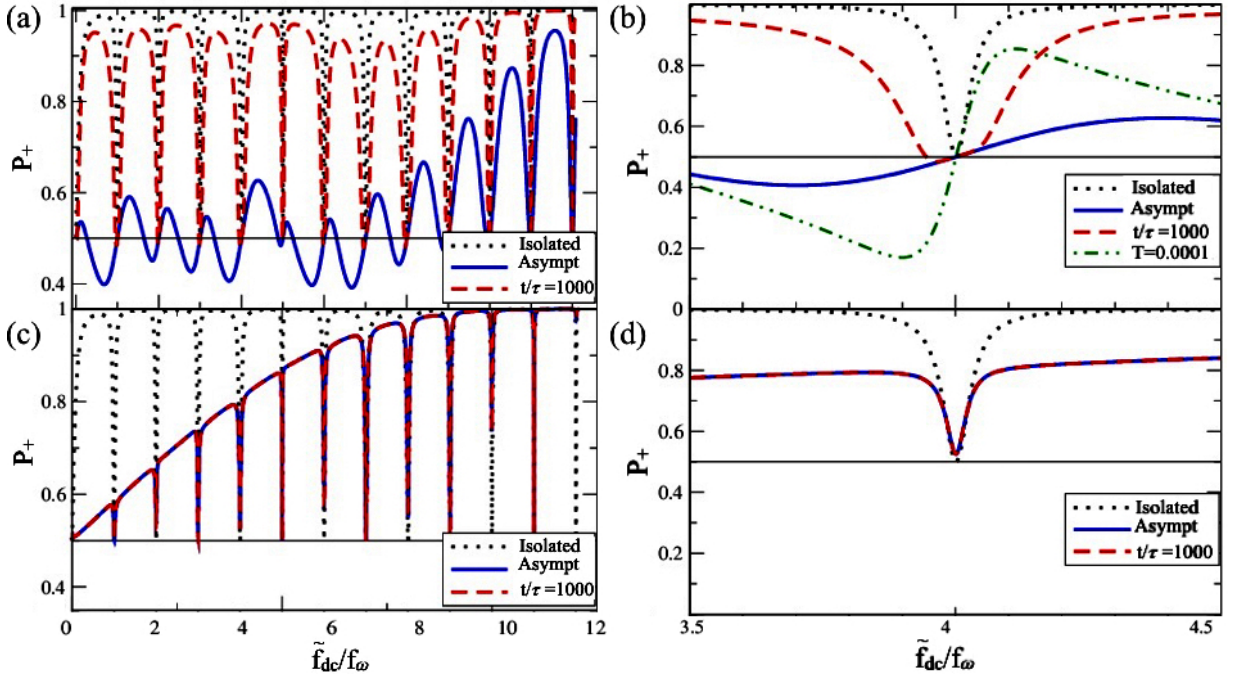 (a)
P+
1
0.8
0.6
0.4
Isolated
Asympt
t/τ =1000
(b)
P+
1
0.8
0.6
0.4
0.2
0
Isolated
Asympt
t/τ=1000
T=0.0001
(c)
P+
1
0.8
0.6
0.4
Isolated
Asympt
t/τ =1000
0 2 4 6 8 10 12
f̃dc/fω
(d)
P+
0.8
0.6
0.4
0.2
Isolated
Asympt
t/τ =1000
3.5 4 4.5
f̃dc/fω